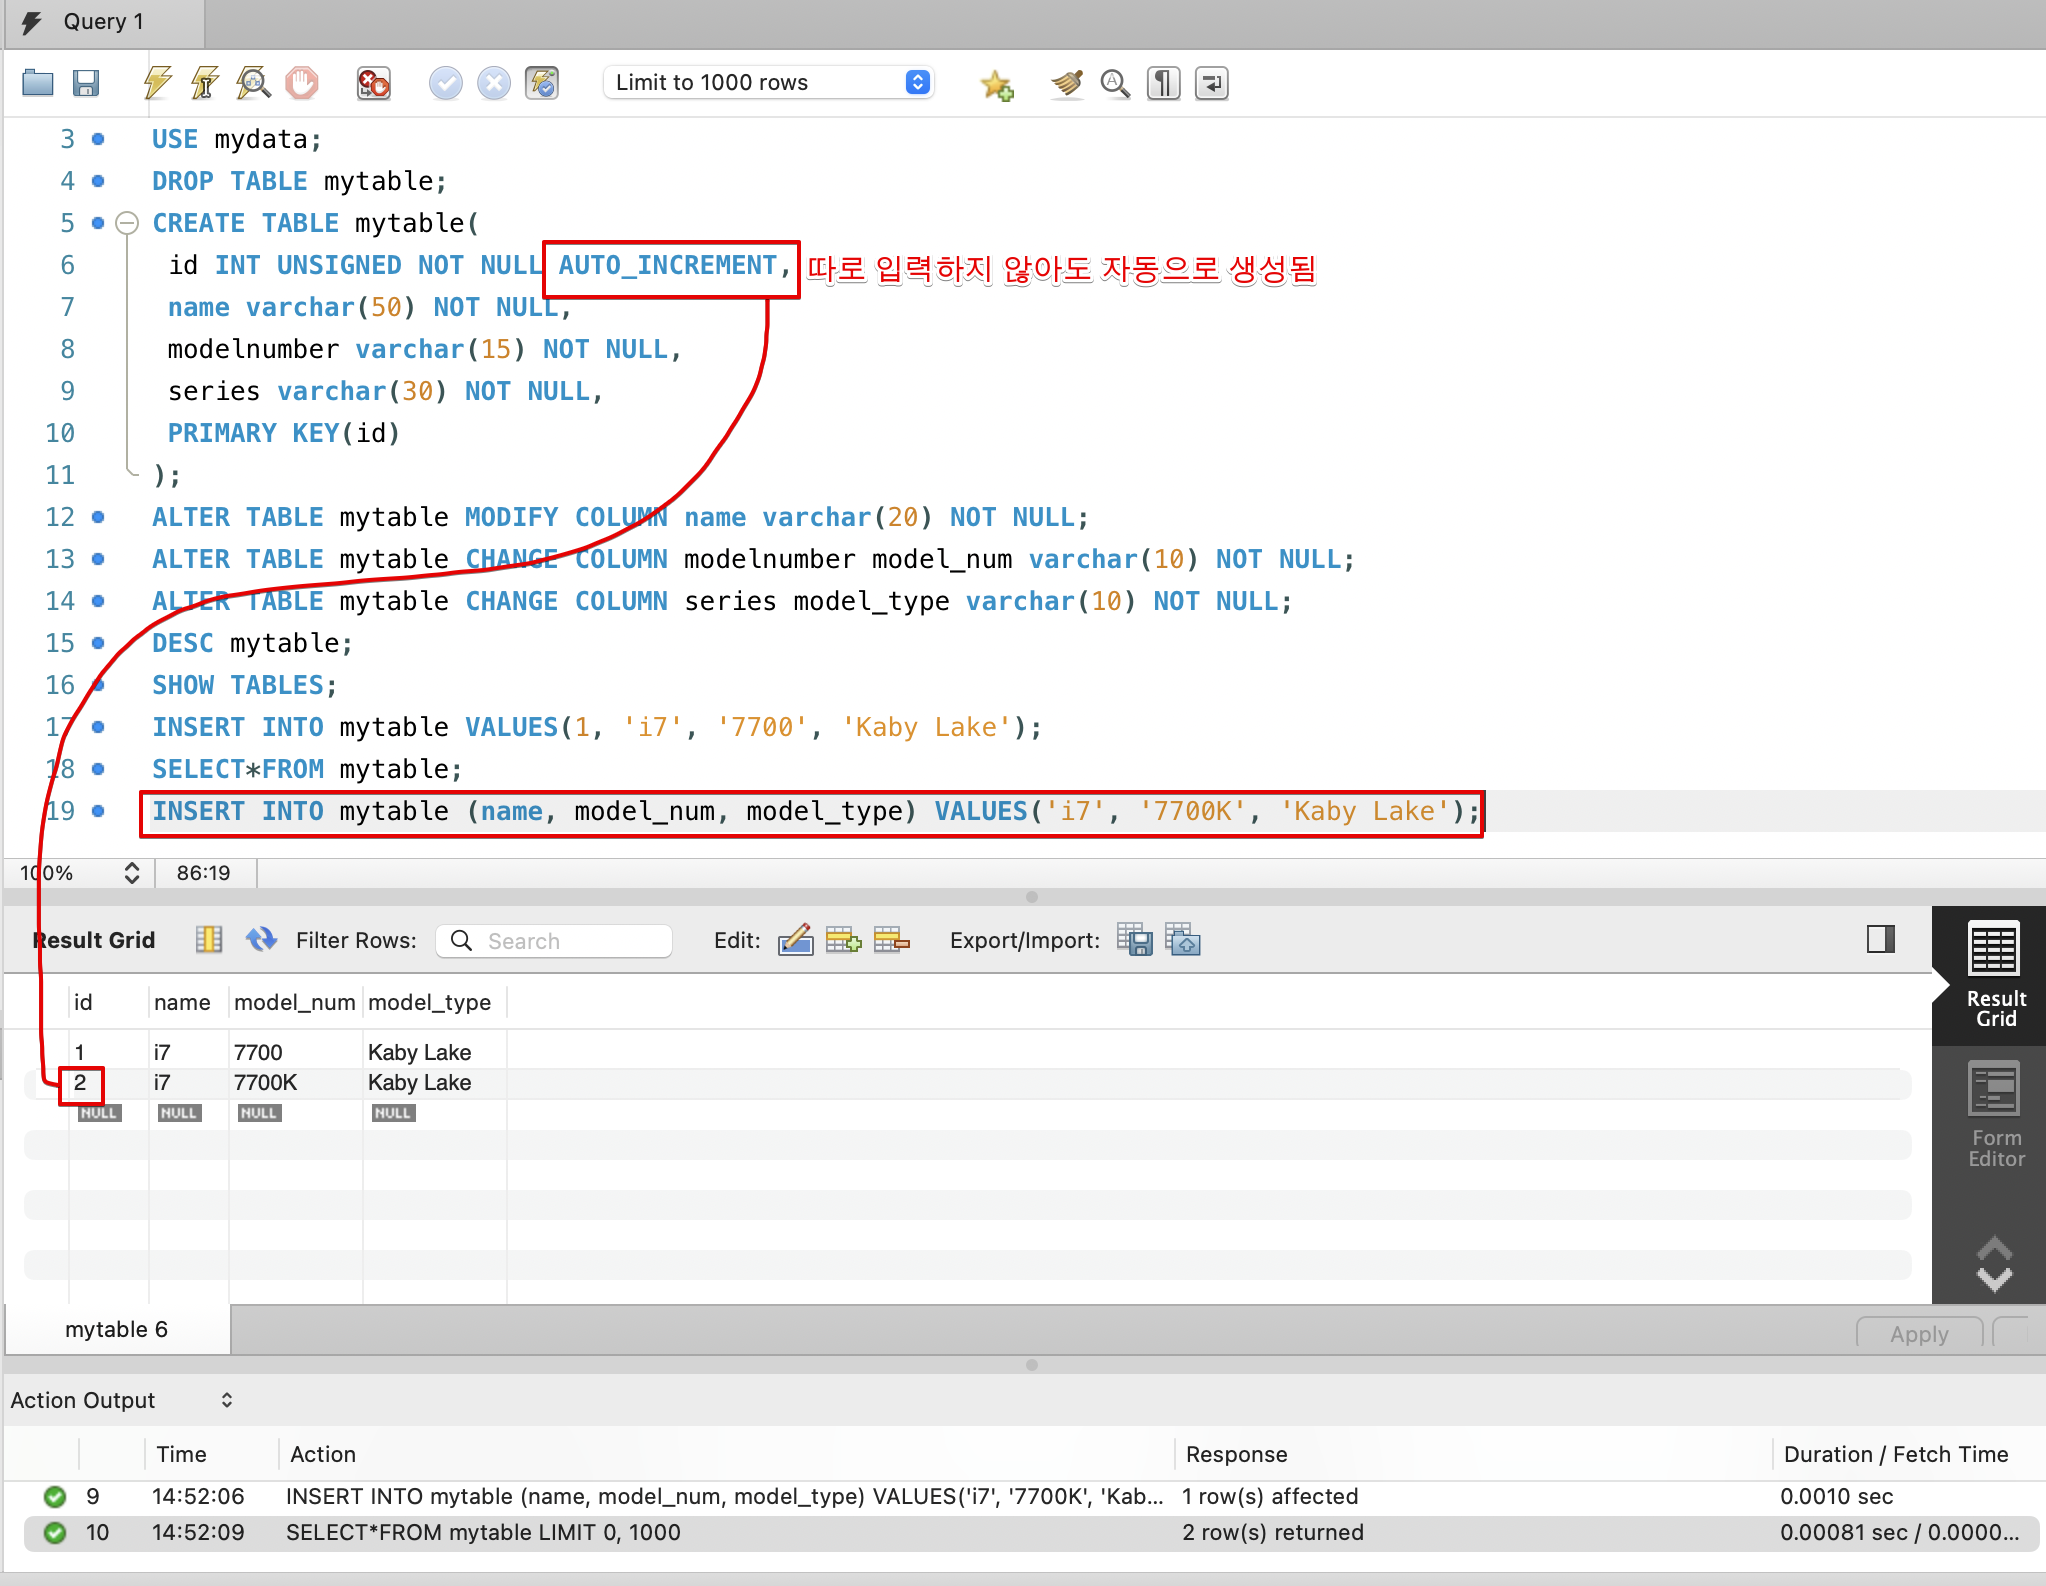 Query 1
Limit to 1000 rows
3 USE mydata;
4 DROP TABLE mytable;
5 CREATE TABLE mytable(
6 id INT UNSIGNED NOT NULL AUTO_INCREMENT, 따로 입력하지 않아도 자동으로 생성됨
7 name varchar(50) NOT NULL,
8 modelnumber varchar(15) NOT NULL,
9 series varchar(30) NOT NULL,
10 PRIMARY KEY(id)
11 );
12 ALTER TABLE mytable MODIFY COLUMN name varchar(20) NOT NULL;
13 ALTER TABLE mytable CHANGE COLUMN modelnumber model_num varchar(10) NOT NULL;
14 ALTER TABLE mytable CHANGE COLUMN series model_type varchar(10) NOT NULL;
15 DESC mytable;
16 SHOW TABLES;
17 INSERT INTO mytable VALUES(1, 'i7', '7700', 'Kaby Lake');
18 SELECT*FROM mytable;
19 INSERT INTO mytable (name, model_num, model_type) VALUES('i7', '7700K', 'Kaby Lake');
100% 86:19
Result Grid Filter Rows: Search Edit: Export/Import:
id name model_num model_type
1 i7 7700 Kaby Lake
2 i7 7700K Kaby Lake
NULL NULL NULL NULL
Result Grid
Form Editor
mytable 6 Apply
Action Output
Time Action Response Duration / Fetch Time
9 14:52:06 INSERT INTO mytable (name, model_num, model_type) VALUES('i7', '7700K', 'Kab... 1 row(s) affected 0.0010 sec
10 14:52:09 SELECT*FROM mytable LIMIT 0, 1000 2 row(s) returned 0.00081 sec / 0.0000...